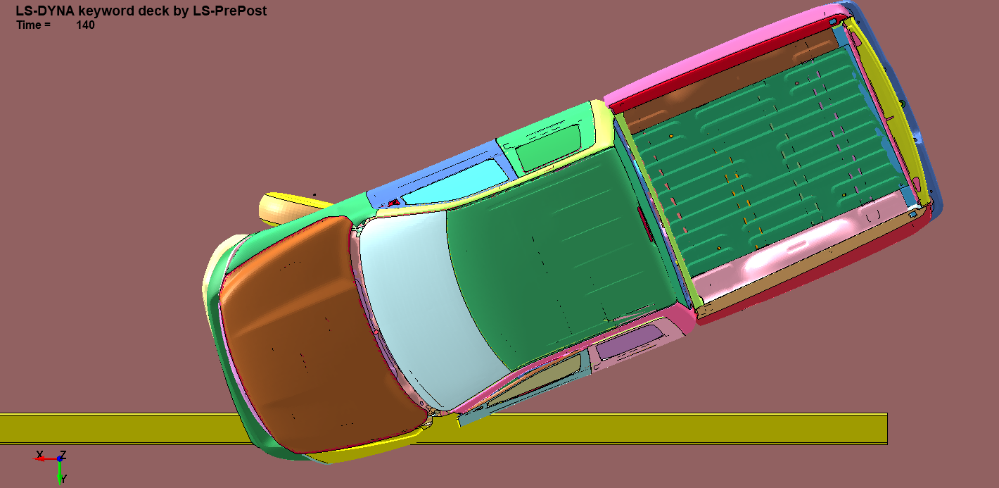 LS-DYNA keyword deck by LS-PrePost
Time = 140
X Z
Y